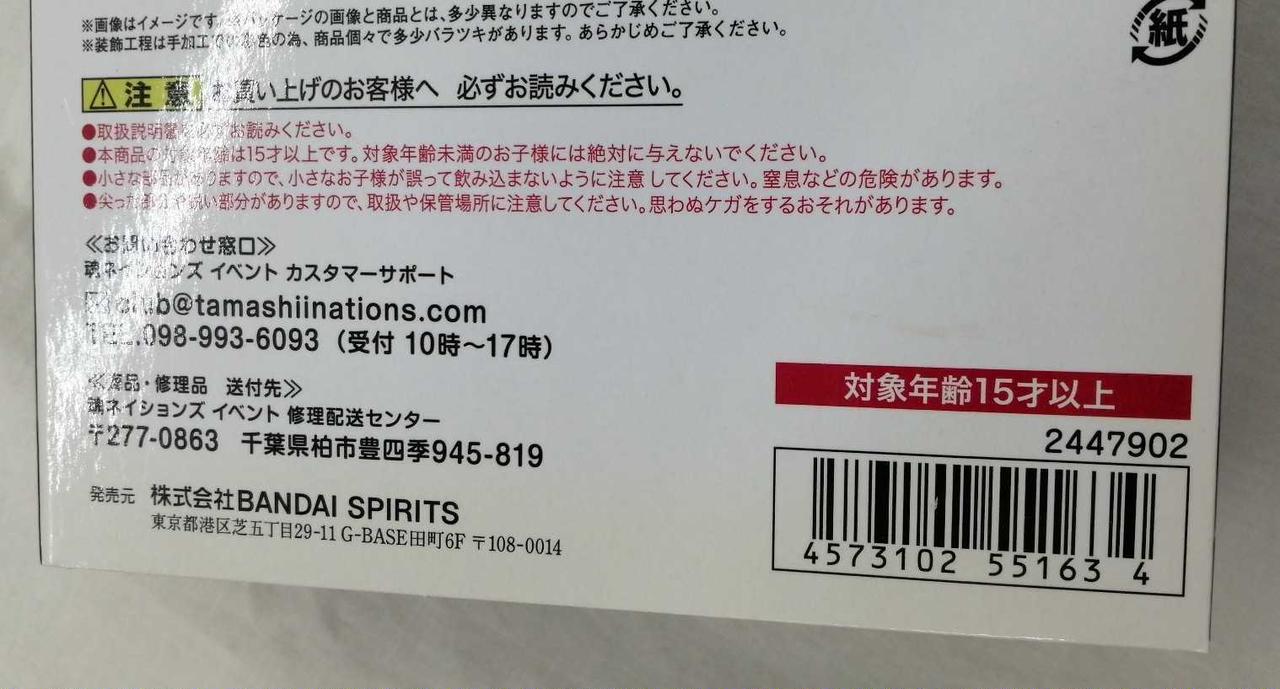 ※画像はイメージです。※パッケージの画像と商品とは、多少異なりますのでご了承ください。
※装飾工程は手加工での彩色の為、商品個々で多少バラツキがあります。あらかじめご了承ください。
紙
注意 お買い上げのお客様へ 必ずお読みください。
●取扱説明書を必ずお読みください。
●本商品の対象年齢は15才以上です。対象年齢未満のお子様には絶対に与えないでください。
●小さな部品がありますので、小さなお子様が誤って飲み込まないように注意してください。窒息などの危険があります。
●尖った部分や鋭い部分がありますので、取扱や保管場所に注意してください。思わぬケガをするおそれがあります。
≪お問い合わせ窓口≫
魂ネイションズ イベント カスタマーサポート
club@tamashiinations.com
TEL.098-993-6093（受付 10時～17時）
≪返品・修理品 送付先≫
魂ネイションズ イベント 修理配送センター
〒277-0863 千葉県柏市豊四季945-819
発売元 株式会社BANDAI SPIRITS
東京都港区芝五丁目29-11 G-BASE田町6F 〒108-0014
対象年齢15才以上
2447902
4573102 55163 4